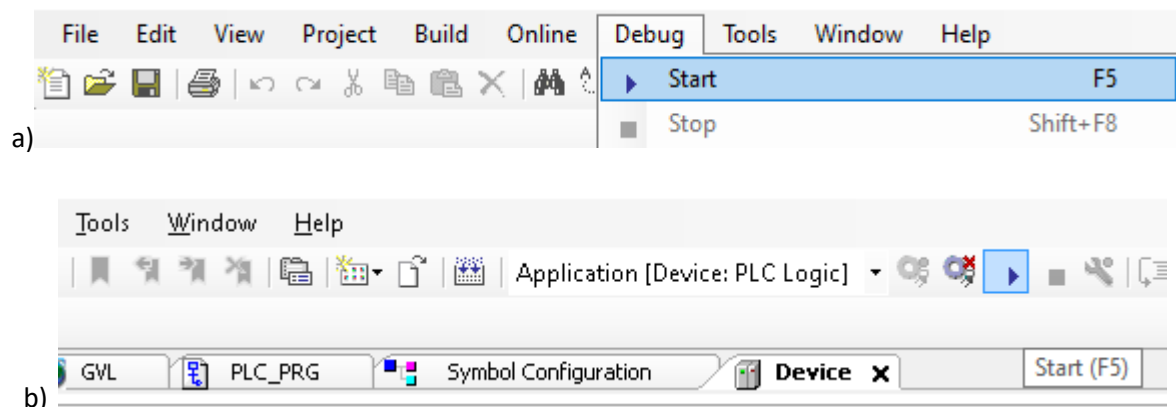 File Edit View Project Build Online Debug Tools Window Help
Start F5
Stop Shift+F8
a)
Tools Window Help
Application [Device: PLC Logic]
GVL PLC_PRG Symbol Configuration Device
Start (F5)
b)